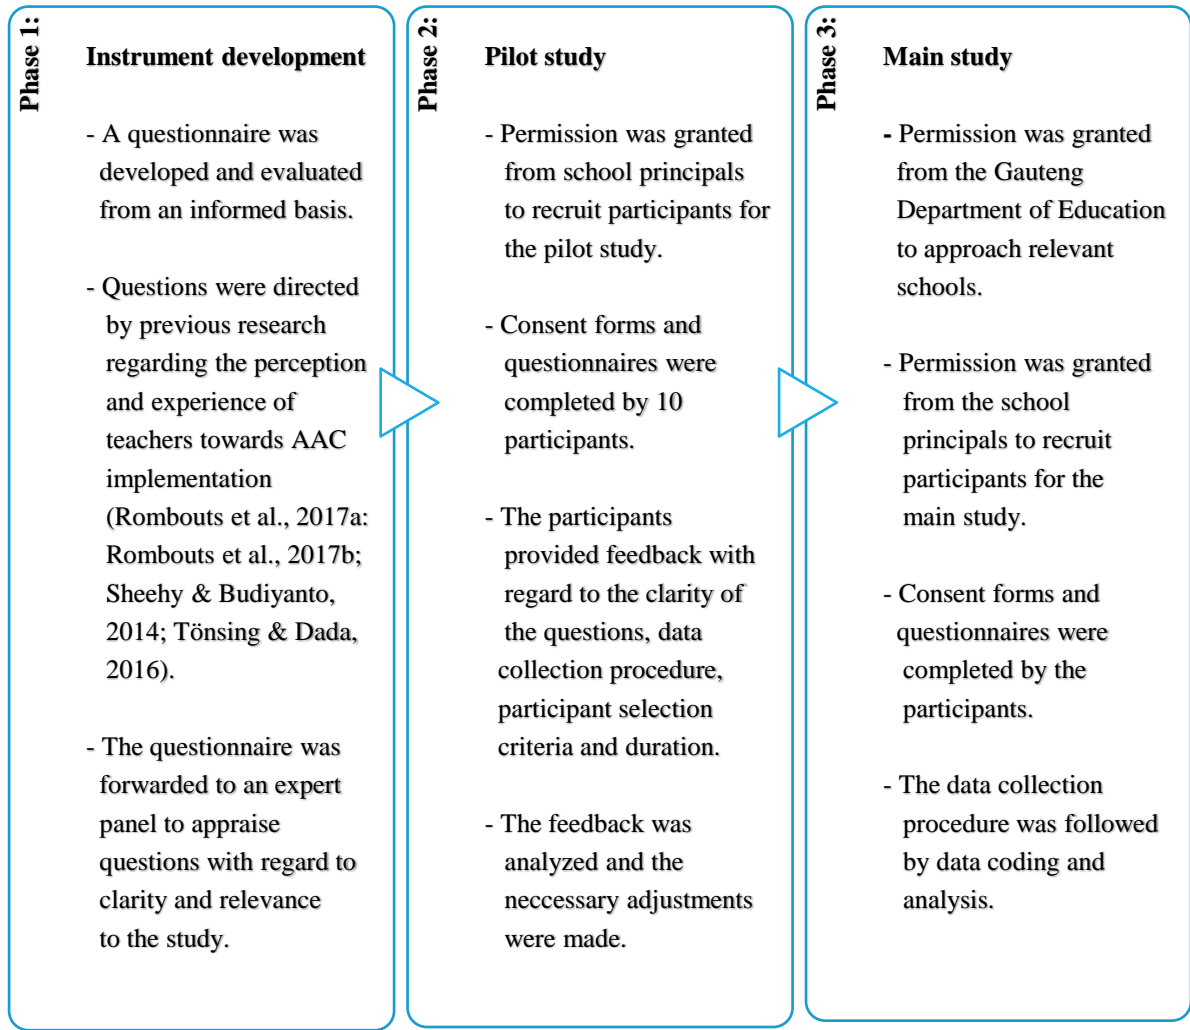 Phase 1:
Instrument development
- A questionnaire was
developed and evaluated
from an informed basis.
- Questions were directed
by previous research
regarding the perception
and experience of
teachers towards AAC
implementation
(Rombouts et al., 2017a:
Rombouts et al., 2017b;
Sheehy & Budiyanto,
2014; Tönsing & Dada,
2016).
- The questionnaire was
forwarded to an expert
panel to appraise
questions with regard to
clarity and relevance
to the study.
Phase 2:
Pilot study
- Permission was granted
from school principals
to recruit participants for
the pilot study.
- Consent forms and
questionnaires were
completed by 10
participants.
- The participants
provided feedback with
regard to the clarity of
the questions, data
collection procedure,
participant selection
criteria and duration.
- The feedback was
analyzed and the
neccessary adjustments
were made.
Phase 3:
Main study
- Permission was granted
from the Gauteng
Department of Education
to approach relevant
schools.
- Permission was granted
from the school
principals to recruit
participants for the
main study.
- Consent forms and
questionnaires were
completed by the
participants.
- The data collection
procedure was followed
by data coding and
analysis.